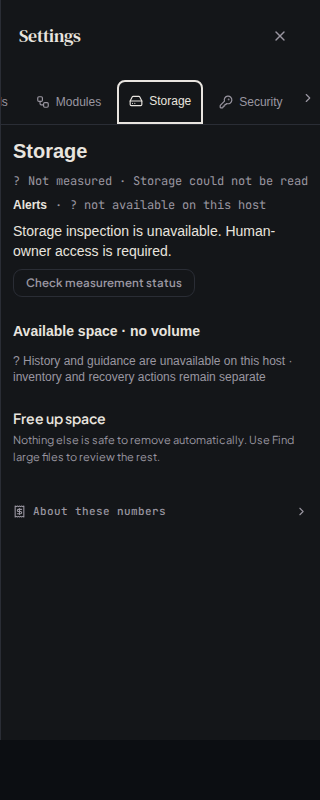 Settings
Modules
Storage
Security
Storage
? Not measured · Storage could not be read
Alerts · ? not available on this host
Storage inspection is unavailable. Human-
owner access is required.
Check measurement status
Available space · no volume
? History and guidance are unavailable on this host ·
inventory and recovery actions remain separate
Free up space
Nothing else is safe to remove automatically. Use Find
large files to review the rest.
About these numbers